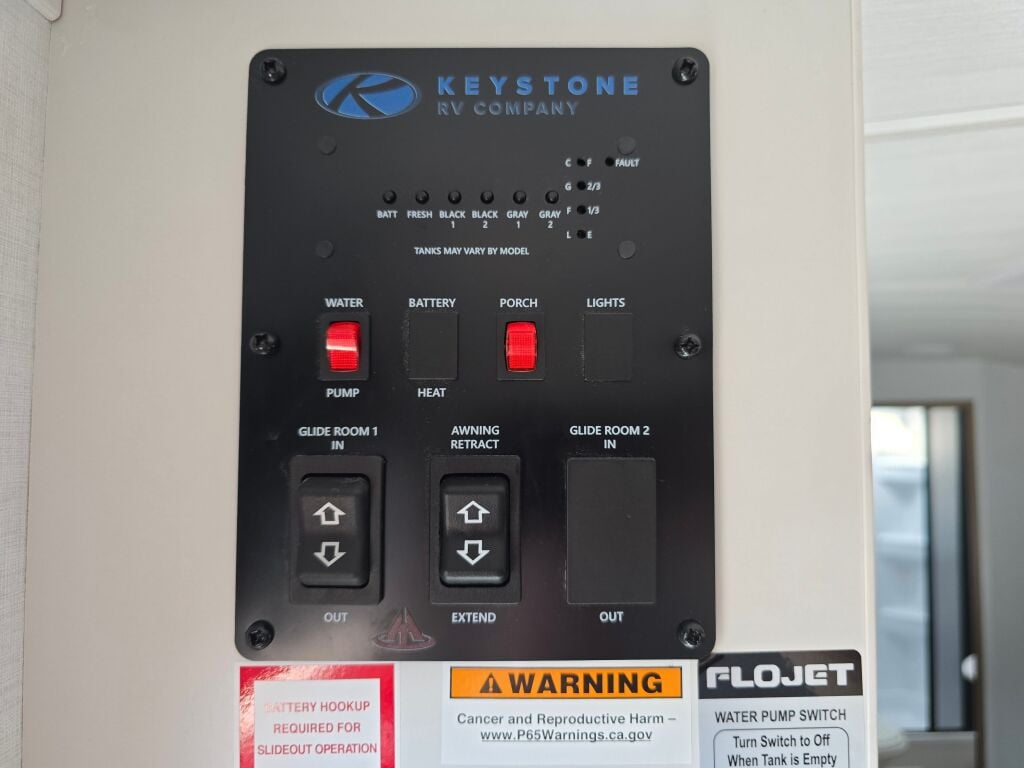 KEYSTONE
RV COMPANY
C F FAULT
G 2/3
F 1/3
L E
BATT FRESH BLACK 1 BLACK 2 GRAY 1 GRAY 2
TANKS MAY VARY BY MODEL
WATER BATTERY PORCH LIGHTS
PUMP HEAT
GLIDE ROOM 1 IN
AWNING RETRACT
GLIDE ROOM 2 IN
OUT EXTEND OUT
BATTERY HOOKUP
REQUIRED FOR
SLIDEOUT OPERATION
WARNING
Cancer and Reproductive Harm –
www.P65Warnings.ca.gov
FLOJET
WATER PUMP SWITCH
Turn Switch to Off
When Tank is Empty